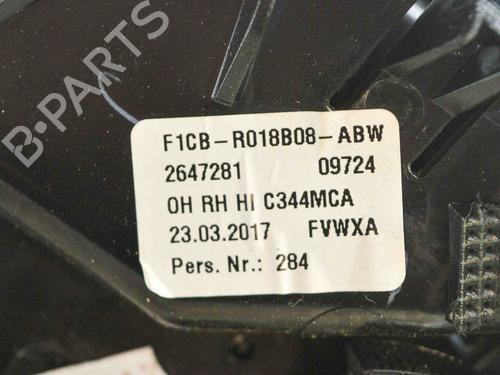 B-PARTS
F1CB-R018B08-ABW
2647281 09724
OH RH HI C344MCA
23.03.2017 FVWXA
Pers. Nr.: 284